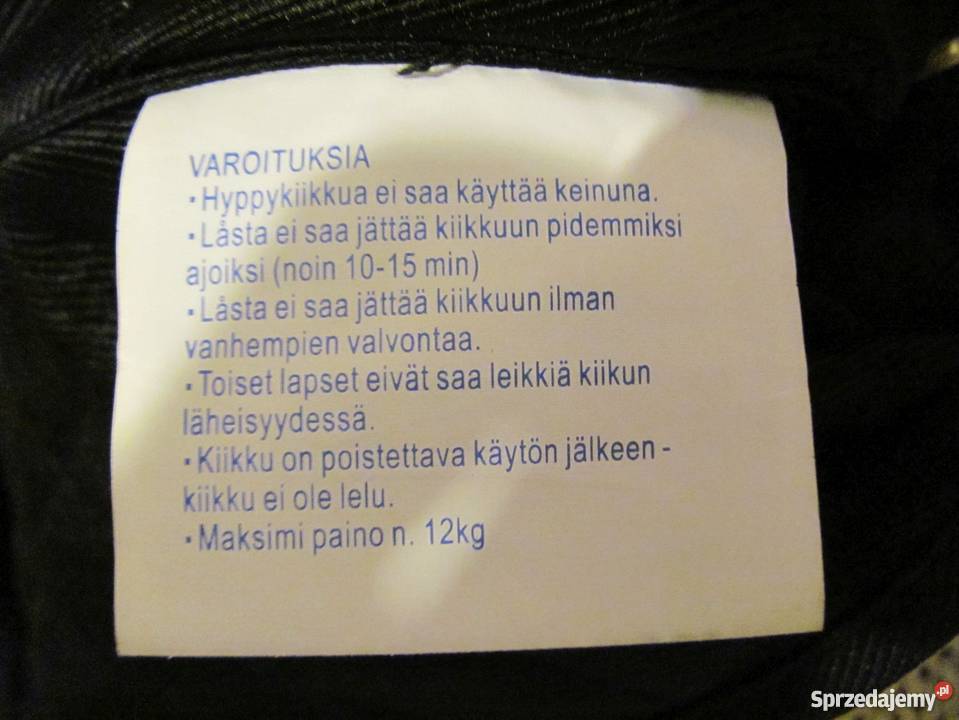 VAROITUKSIA
·Hyppykiikkua ei saa käyttää keinuna.
·Låsta ei saa jättää kiikkuun pidemmiksi
ajoiksi (noin 10-15 min)
·Låsta ei saa jättää kiikkuun ilman
vanhempien valvontaa.
·Toiset lapset eivät saa leikkiä kiikun
läheisyydessä.
·Kiikku on poistettava käytön jälkeen -
kiikku ei ole lelu.
·Maksimi paino n. 12kg
Sprzedajemy.pl